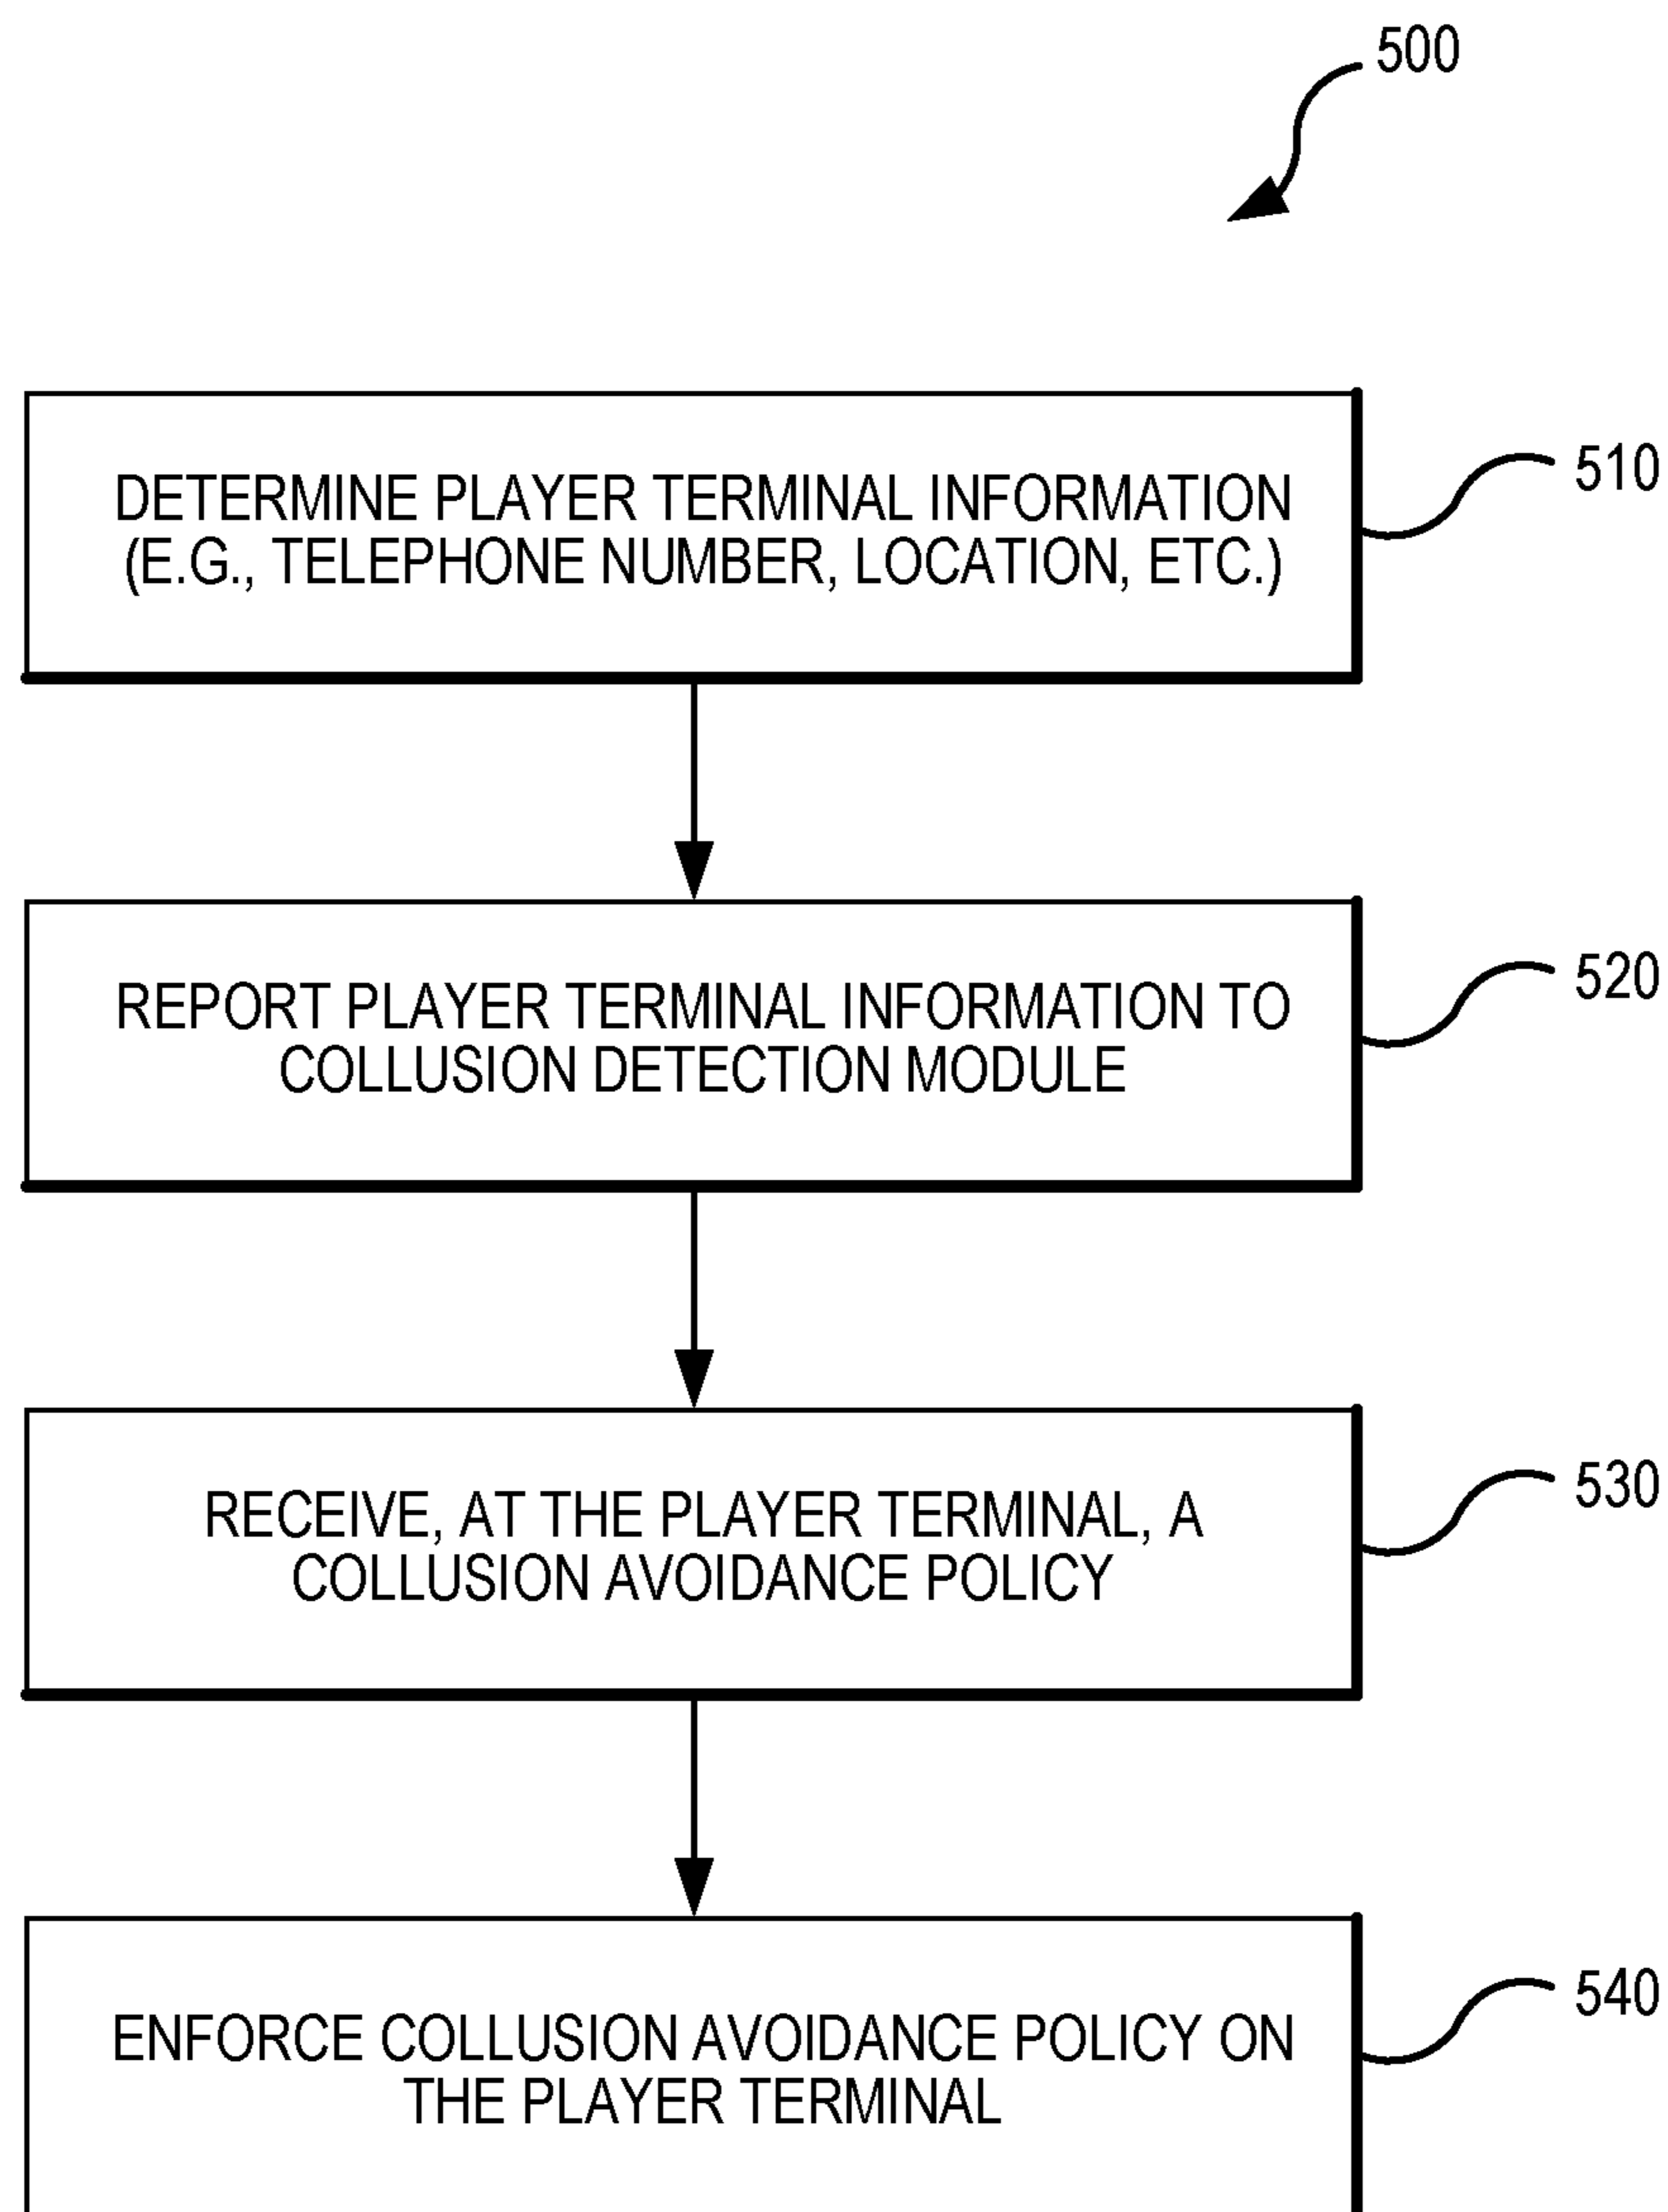 500
DETERMINE PLAYER TERMINAL INFORMATION
(E.G., TELEPHONE NUMBER, LOCATION, ETC.)
510
REPORT PLAYER TERMINAL INFORMATION TO
COLLUSION DETECTION MODULE
520
RECEIVE, AT THE PLAYER TERMINAL, A
COLLUSION AVOIDANCE POLICY
530
ENFORCE COLLUSION AVOIDANCE POLICY ON
THE PLAYER TERMINAL
540